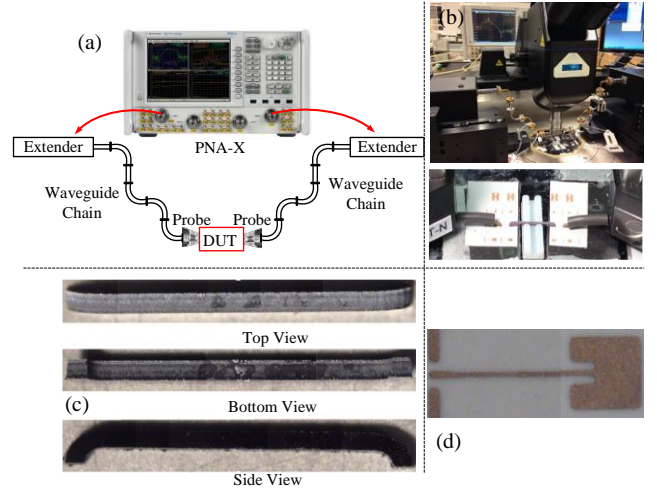 (a)
PNA-X
Extender
Extender
Waveguide
Chain
Waveguide
Chain
Probe
Probe
DUT
(b)
T-N
H
H
Top View
Bottom View
(c)
Side View
(d)